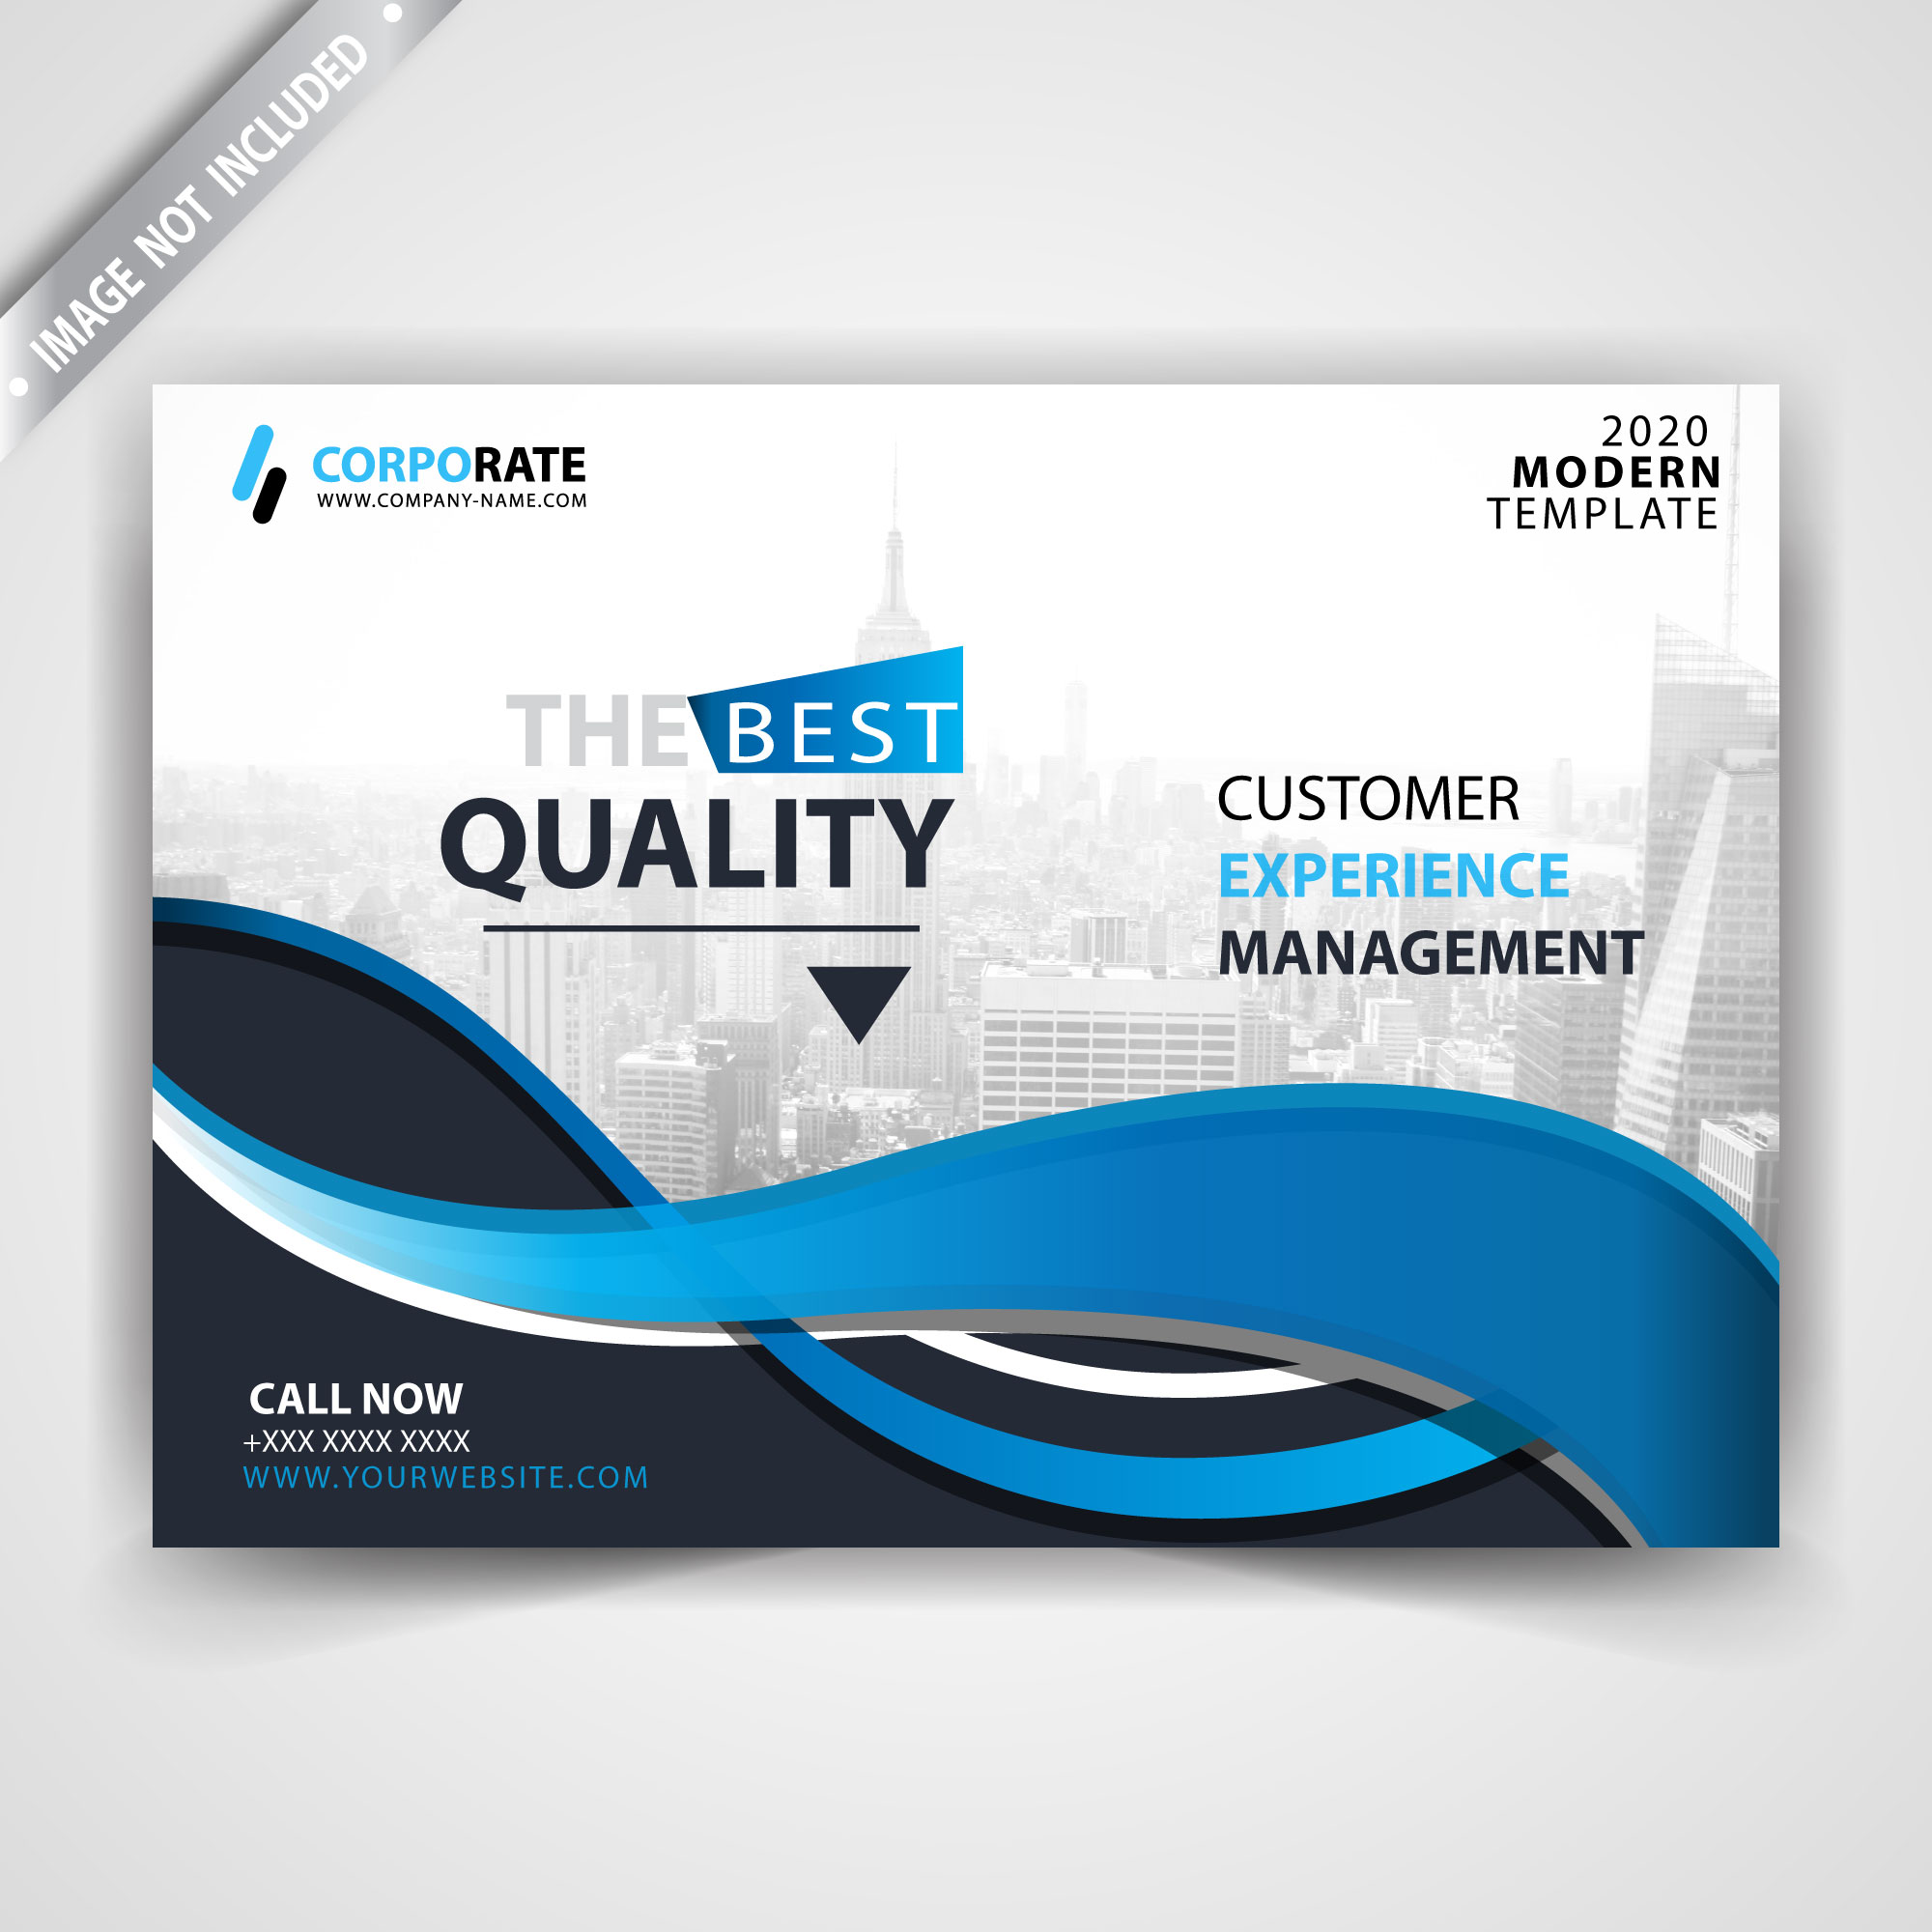 IMAGE NOT INCLUDED
CORPORATE
WWW.COMPANY-NAME.COM
2020
MODERN
TEMPLATE
THE BEST
QUALITY
CUSTOMER
EXPERIENCE
MANAGEMENT
CALL NOW
+XXX XXXX XXXX
WWW.YOURWEBSITE.COM